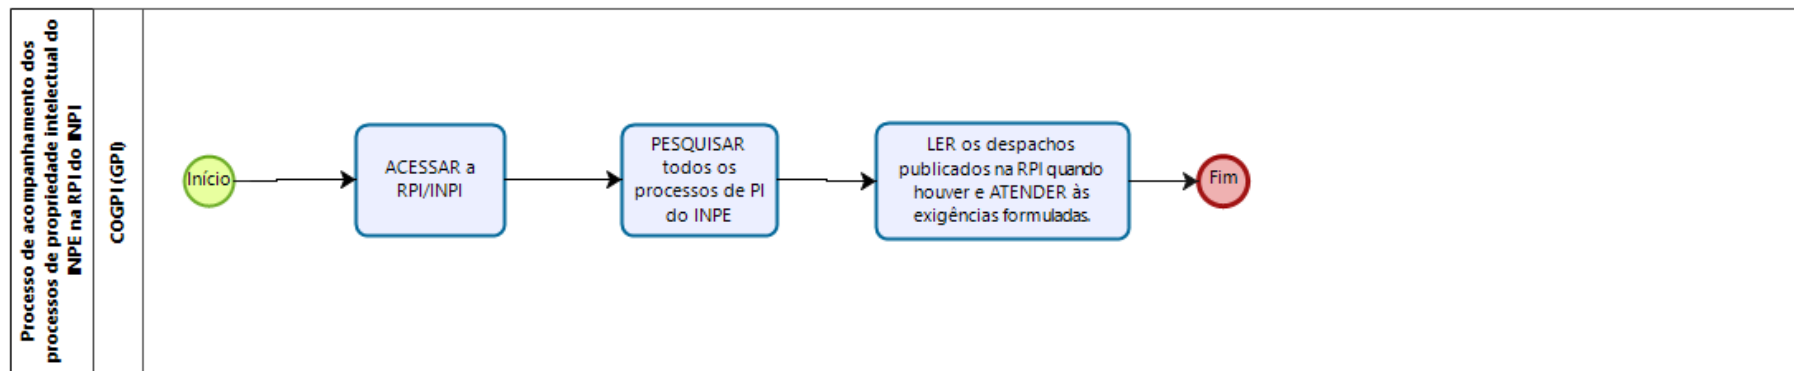 Processo de acompanhamento dos
processos de propriedade intelectual do
INPE na RPI do INPI
COGPI (GPI)
Início
ACESSAR a
RPI/INPI
PESQUISAR
todos os
processos de PI
do INPE
LER os despachos
publicados na RPI quando
houver e ATENDER às
exigências formuladas.
Fim